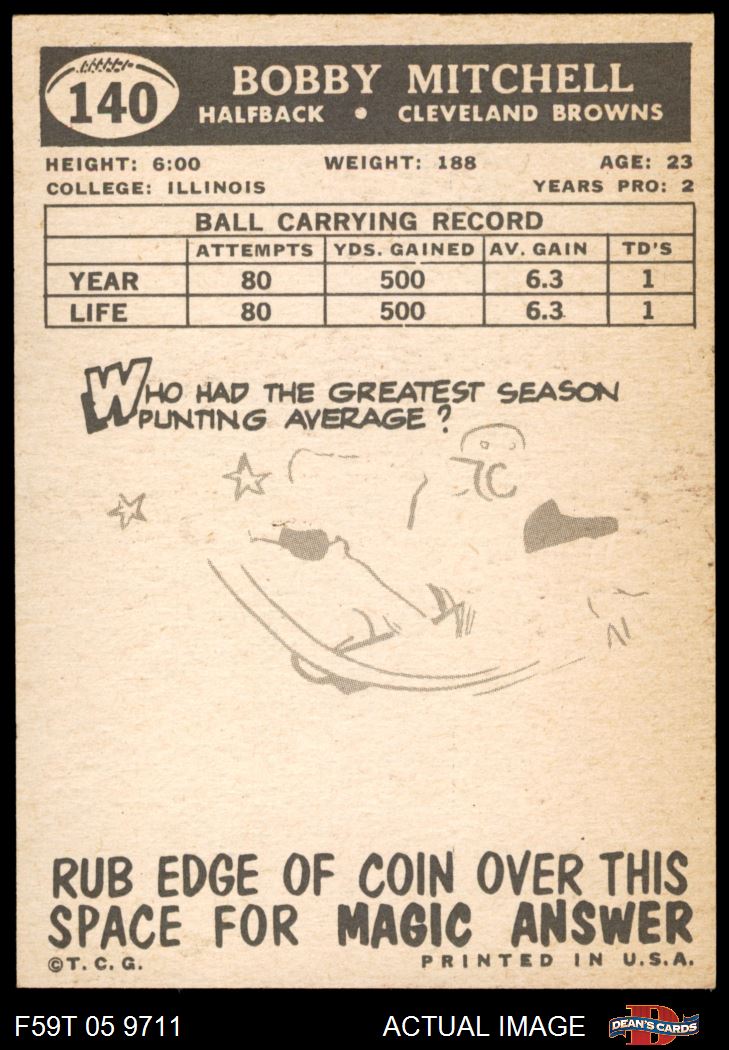 140
BOBBY MITCHELL
HALFBACK • CLEVELAND BROWNS
HEIGHT: 6:00 WEIGHT: 188 AGE: 23
COLLEGE: ILLINOIS YEARS PRO: 2
BALL CARRYING RECORD
ATTEMPTS YDS. GAINED AV. GAIN TD'S
YEAR 80 500 6.3 1
LIFE 80 500 6.3 1
WHO HAD THE GREATEST SEASON
PUNTING AVERAGE?
RUB EDGE OF COIN OVER THIS
SPACE FOR MAGIC ANSWER
©T. C. G. PRINTED IN U.S.A.
F59T 05 9711 ACTUAL IMAGE D DEAN'S CARDS